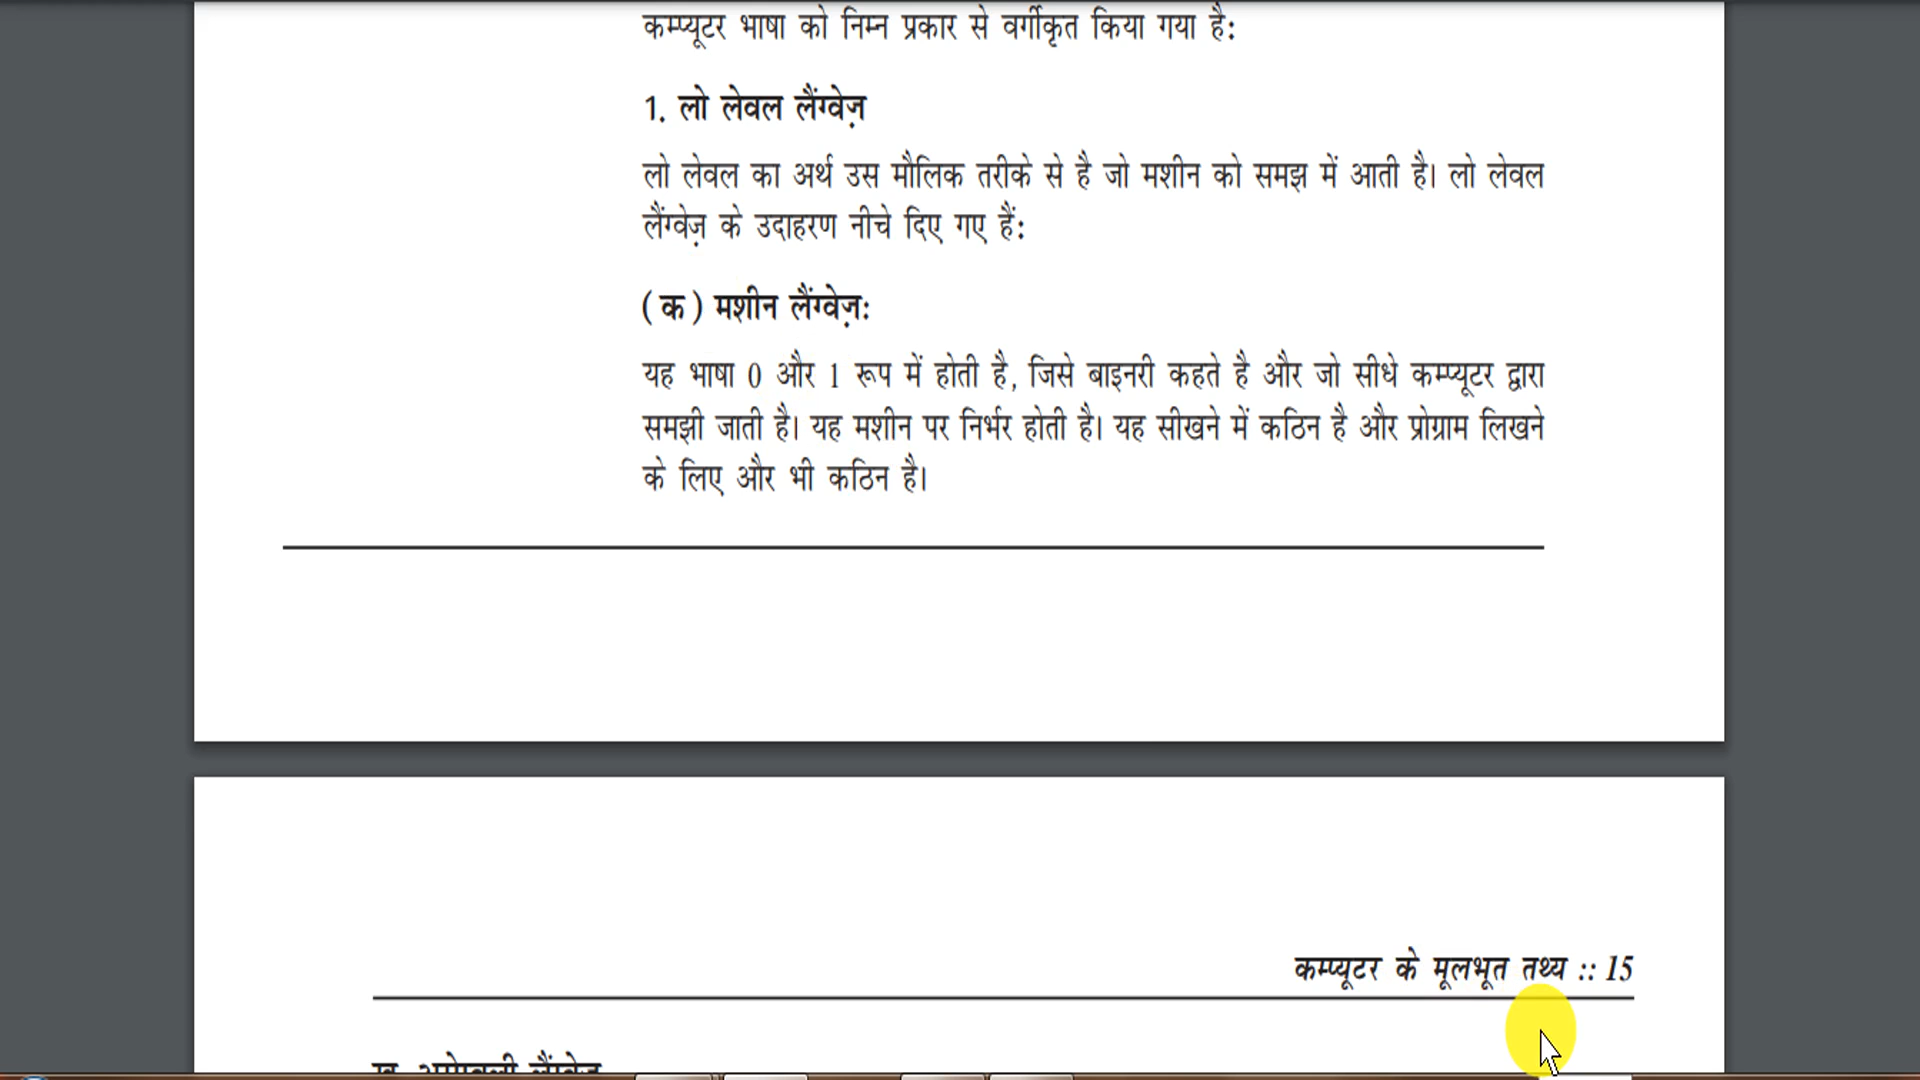 कम्प्यूटर भाषा को निम्न प्रकार से वर्गीकृत किया गया है:
1. लो लेवल लैंग्वेज़
लो लेवल का अर्थ उस मौलिक तरीके से है जो मशीन को समझ में आती है। लो लेवल
लैंग्वेज़ के उदाहरण नीचे दिए गए हैं:
(क) मशीन लैंग्वेज़:
यह भाषा 0 और 1 रूप में होती है, जिसे बाइनरी कहते है और जो सीधे कम्प्यूटर द्वारा
समझी जाती है। यह मशीन पर निर्भर होती है। यह सीखने में कठिन है और प्रोग्राम लिखने
के लिए और भी कठिन है।
कम्प्यूटर के मूलभूत तथ्य :: 15